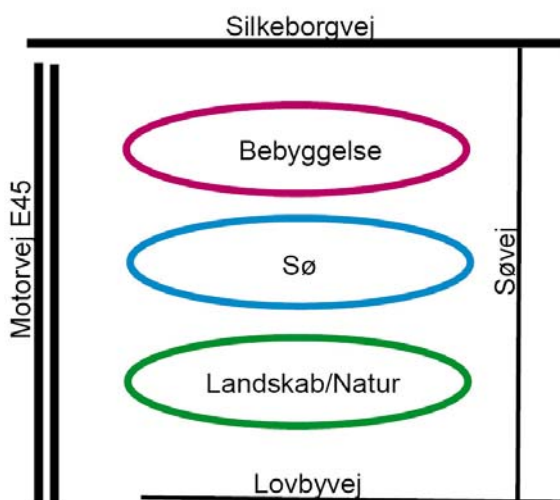 Silkeborgvej
Bebyggelse
Motorvej E45
Sø
Søvej
Landskab/Natur
Lovbyvej